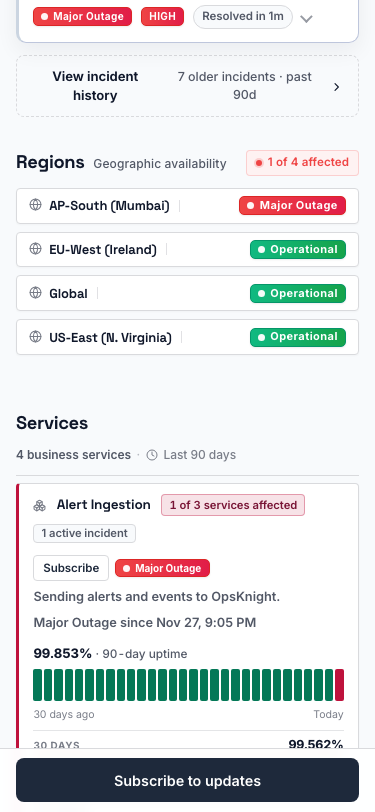 Major Outage HIGH Resolved in 1m
View incident history
7 older incidents · past 90d
Regions Geographic availability 1 of 4 affected
AP-South (Mumbai) Major Outage
EU-West (Ireland) Operational
Global Operational
US-East (N. Virginia) Operational
Services
4 business services · Last 90 days
Alert Ingestion 1 of 3 services affected
1 active incident
Subscribe Major Outage
Sending alerts and events to OpsKnight.
Major Outage since Nov 27, 9:05 PM
99.853% · 90-day uptime
30 days ago Today
30 DAYS 99.562%
Subscribe to updates